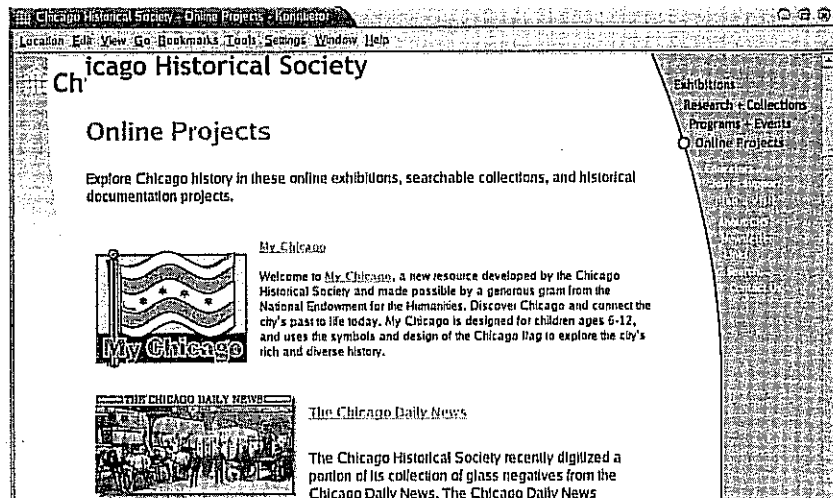 Chicago Historical Society - Online Projects - Konqueror
Location Edit View Go Bookmarks Tools Settings Window Help
Chicago Historical Society
Exhibitions
Research + Collections
Programs + Events
Online Projects
Online Projects
Explore Chicago history in these online exhibitions, searchable collections, and historical
documentation projects.
My Chicago
Welcome to My Chicago, a new resource developed by the Chicago
Historical Society and made possible by a generous grant from the
National Endowment for the Humanities. Discover Chicago and connect the
city's past to life today. My Chicago is designed for children ages 6-12,
and uses the symbols and design of the Chicago flag to explore the city's
rich and diverse history.
My Chicago
THE CHICAGO DAILY NEWS
The Chicago Daily News
The Chicago Historical Society recently digitized a
portion of its collection of glass negatives from the
Chicago Daily News. The Chicago Daily News